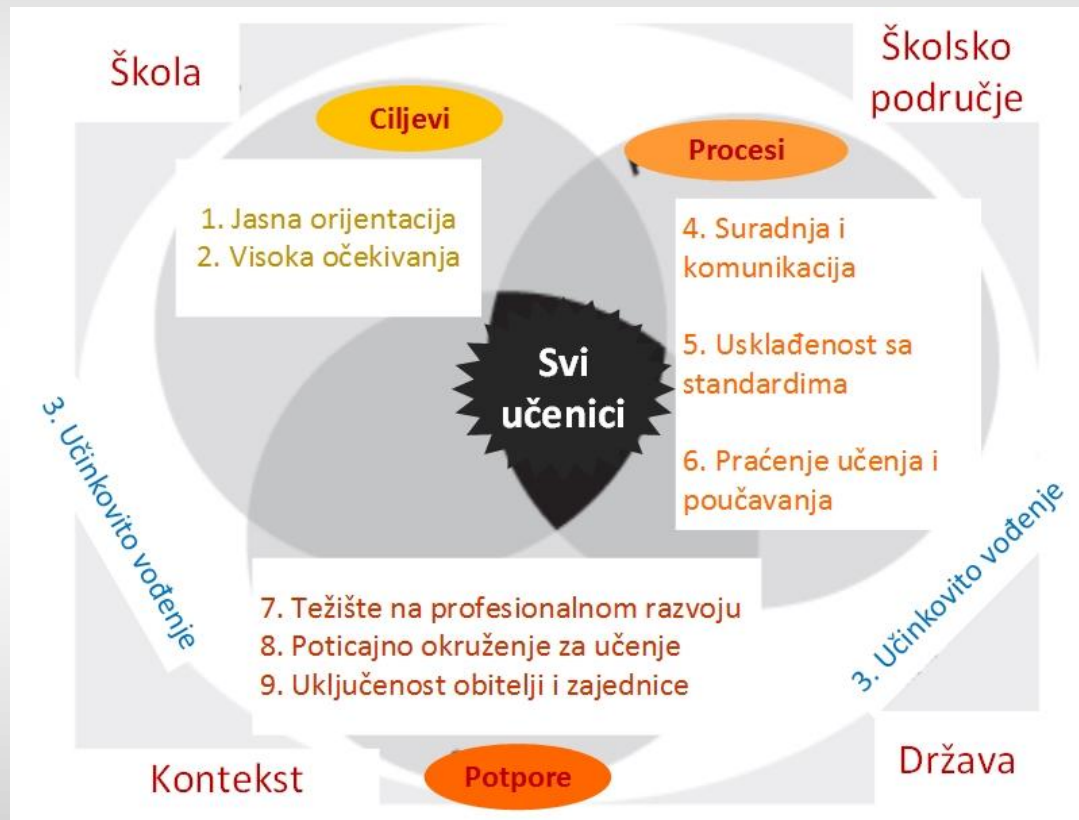 Škola
Školsko
područje
Ciljevi
Procesi
1. Jasna orijentacija
2. Visoka očekivanja
4. Suradnja i
komunikacija
5. Usklađenost sa
standardima
6. Praćenje učenja i
poučavanja
Svi
učenici
3. Učinkovito vođenje
3. Učinkovito vođenje
7. Težište na profesionalnom razvoju
8. Poticajno okruženje za učenje
9. Uključenost obitelji i zajednice
Kontekst
Potpore
Država